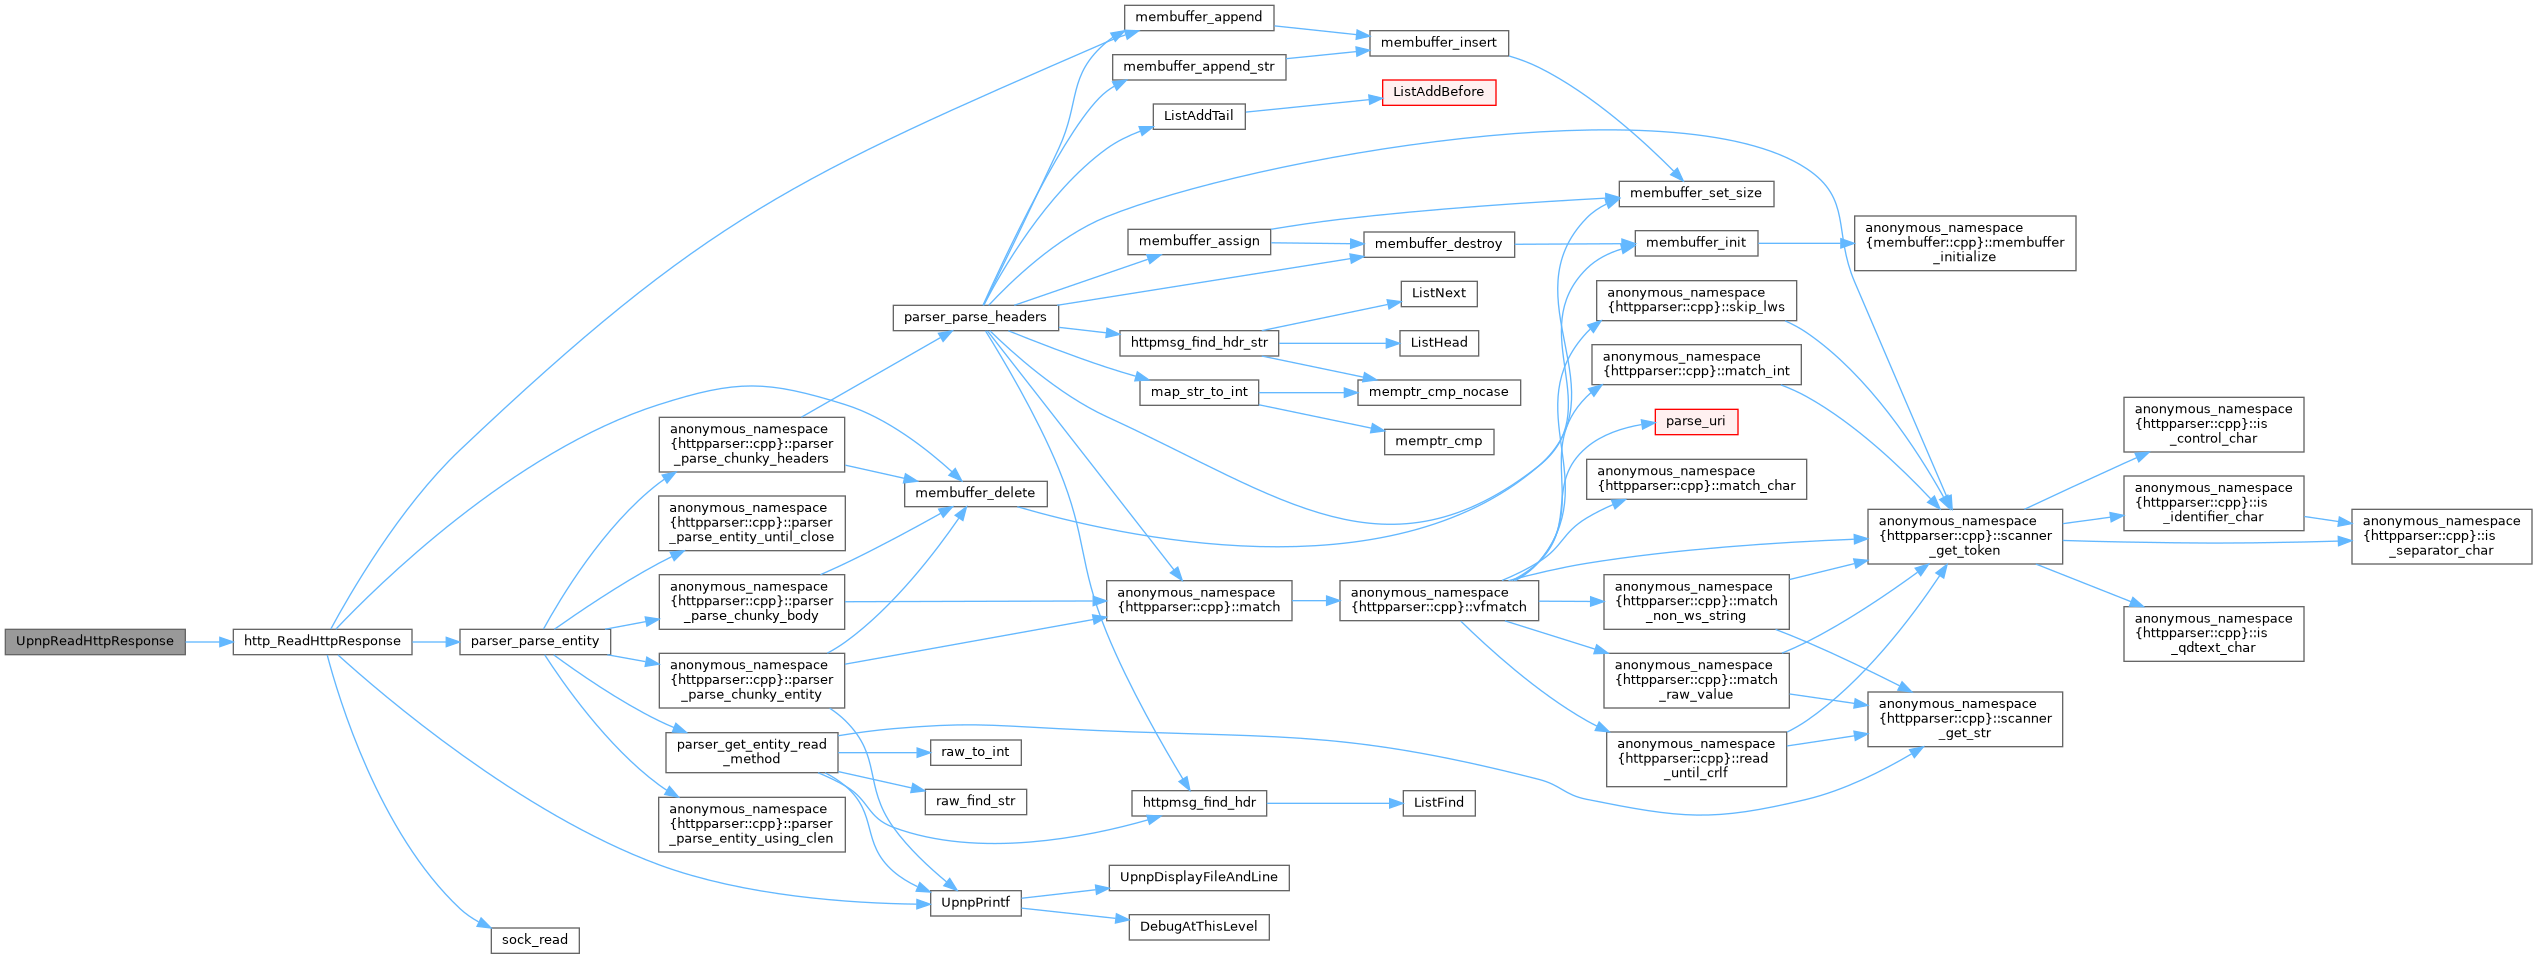 UpnpReadHttpResponse
http_ReadHttpResponse
parser_parse_entity
sock_read
anonymous_namespace
{httpparser::cpp}::parser
_parse_chunky_headers
anonymous_namespace
{httpparser::cpp}::parser
_parse_entity_until_close
anonymous_namespace
{httpparser::cpp}::parser
_parse_chunky_body
anonymous_namespace
{httpparser::cpp}::parser
_parse_chunky_entity
parser_get_entity_read
_method
anonymous_namespace
{httpparser::cpp}::parser
_parse_entity_using_clen
parser_parse_headers
membuffer_delete
raw_to_int
raw_find_str
UpnpPrintf
membuffer_append
membuffer_append_str
ListAddTail
membuffer_assign
httpmsg_find_hdr_str
map_str_to_int
anonymous_namespace
{httpparser::cpp}::match
httpmsg_find_hdr
UpnpDisplayFileAndLine
DebugAtThisLevel
membuffer_insert
ListAddBefore
membuffer_destroy
ListNext
ListHead
memptr_cmp_nocase
memptr_cmp
anonymous_namespace
{httpparser::cpp}::vfmatch
ListFind
membuffer_set_size
membuffer_init
anonymous_namespace
{httpparser::cpp}::skip_lws
anonymous_namespace
{httpparser::cpp}::match_int
parse_uri
anonymous_namespace
{httpparser::cpp}::match_char
anonymous_namespace
{httpparser::cpp}::match
_non_ws_string
anonymous_namespace
{httpparser::cpp}::match
_raw_value
anonymous_namespace
{httpparser::cpp}::read
_until_crlf
anonymous_namespace
{membuffer::cpp}::membuffer
_initialize
anonymous_namespace
{httpparser::cpp}::scanner
_get_token
anonymous_namespace
{httpparser::cpp}::scanner
_get_str
anonymous_namespace
{httpparser::cpp}::is
_control_char
anonymous_namespace
{httpparser::cpp}::is
_identifier_char
anonymous_namespace
{httpparser::cpp}::is
_qdtext_char
anonymous_namespace
{httpparser::cpp}::is
_separator_char